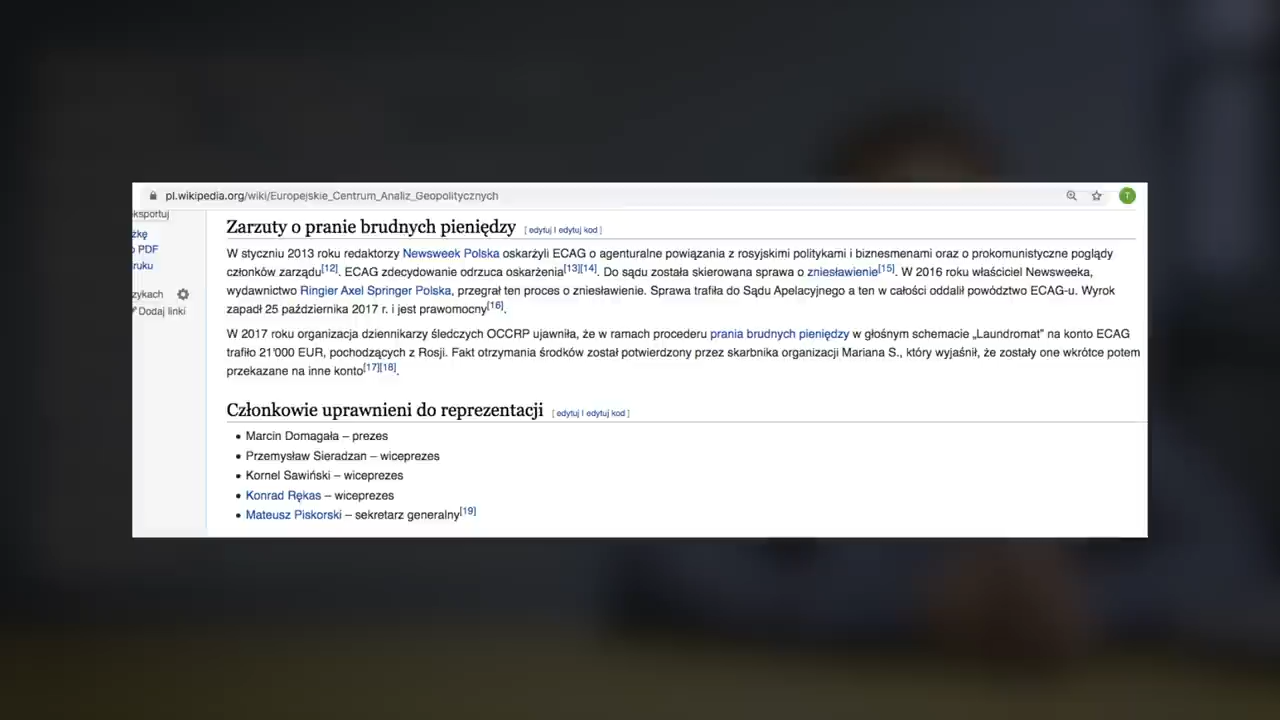 pl.wikipedia.org/wiki/Europejskie_Centrum_Analiz_Geopolitycznych
T
ksportuj
żkę
o PDF
ruku
zykach
Dodaj linki
Zarzuty o pranie brudnych pieniędzy [ edytuj | edytuj kod ]
W styczniu 2013 roku redaktorzy Newsweek Polska oskarżyli ECAG o agenturalne powiązania z rosyjskimi politykami i biznesmenami oraz o prokomunistyczne poglądy
członków zarządu[12]. ECAG zdecydowanie odrzuca oskarżenia[13][14]. Do sądu została skierowana sprawa o zniesławienie[15]. W 2016 roku właściciel Newsweeka,
wydawnictwo Ringier Axel Springer Polska, przegrał ten proces o zniesławienie. Sprawa trafiła do Sądu Apelacyjnego a ten w całości oddalił powództwo ECAG-u. Wyrok
zapadł 25 października 2017 r. i jest prawomocny[16].
W 2017 roku organizacja dziennikarzy śledczych OCCRP ujawniła, że w ramach procederu prania brudnych pieniędzy w głośnym schemacie „Laundromat” na konto ECAG
trafiło 21'000 EUR, pochodzących z Rosji. Fakt otrzymania środków został potwierdzony przez skarbnika organizacji Mariana S., który wyjaśnił, że zostały one wkrótce potem
przekazane na inne konto[17][18].
Członkowie uprawnieni do reprezentacji [ edytuj | edytuj kod ]
• Marcin Domagała – prezes
• Przemysław Sieradzan – wiceprezes
• Kornel Sawiński – wiceprezes
• Konrad Rękas – wiceprezes
• Mateusz Piskorski – sekretarz generalny[19]